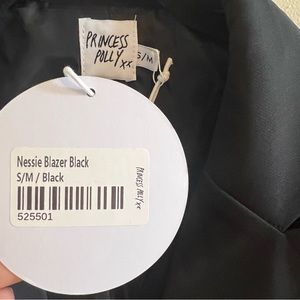 PRINCESS
POLLY xx
S/M
Nessie Blazer Black
S/M / Black
525501
PRINCESS POLLY xx